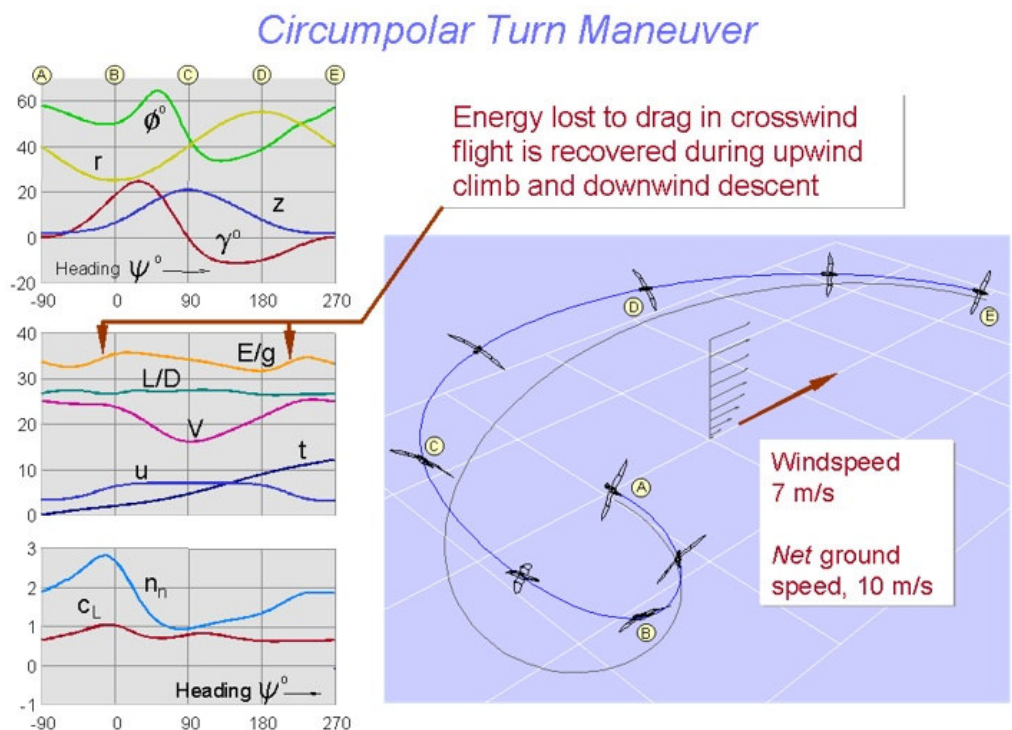 Circumpolar Turn Maneuver
A B C D E
60
40
20
0
-20
ϕ°
r
z
γ°
Heading ψ°
-90 0 90 180 270
Energy lost to drag in crosswind
flight is recovered during upwind
climb and downwind descent
40
30
20
10
0
E/g
L/D
V
t
u
3
2
1
0
-1
n_n
c_L
Heading ψ°
-90 0 90 180 270
D
E
C
A
B
Windspeed
7 m/s
Net ground
speed, 10 m/s